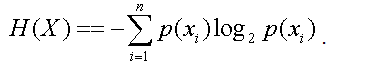 H(X) == -∑_{i=1}^{n} p(x_i) log_2 p(x_i) .